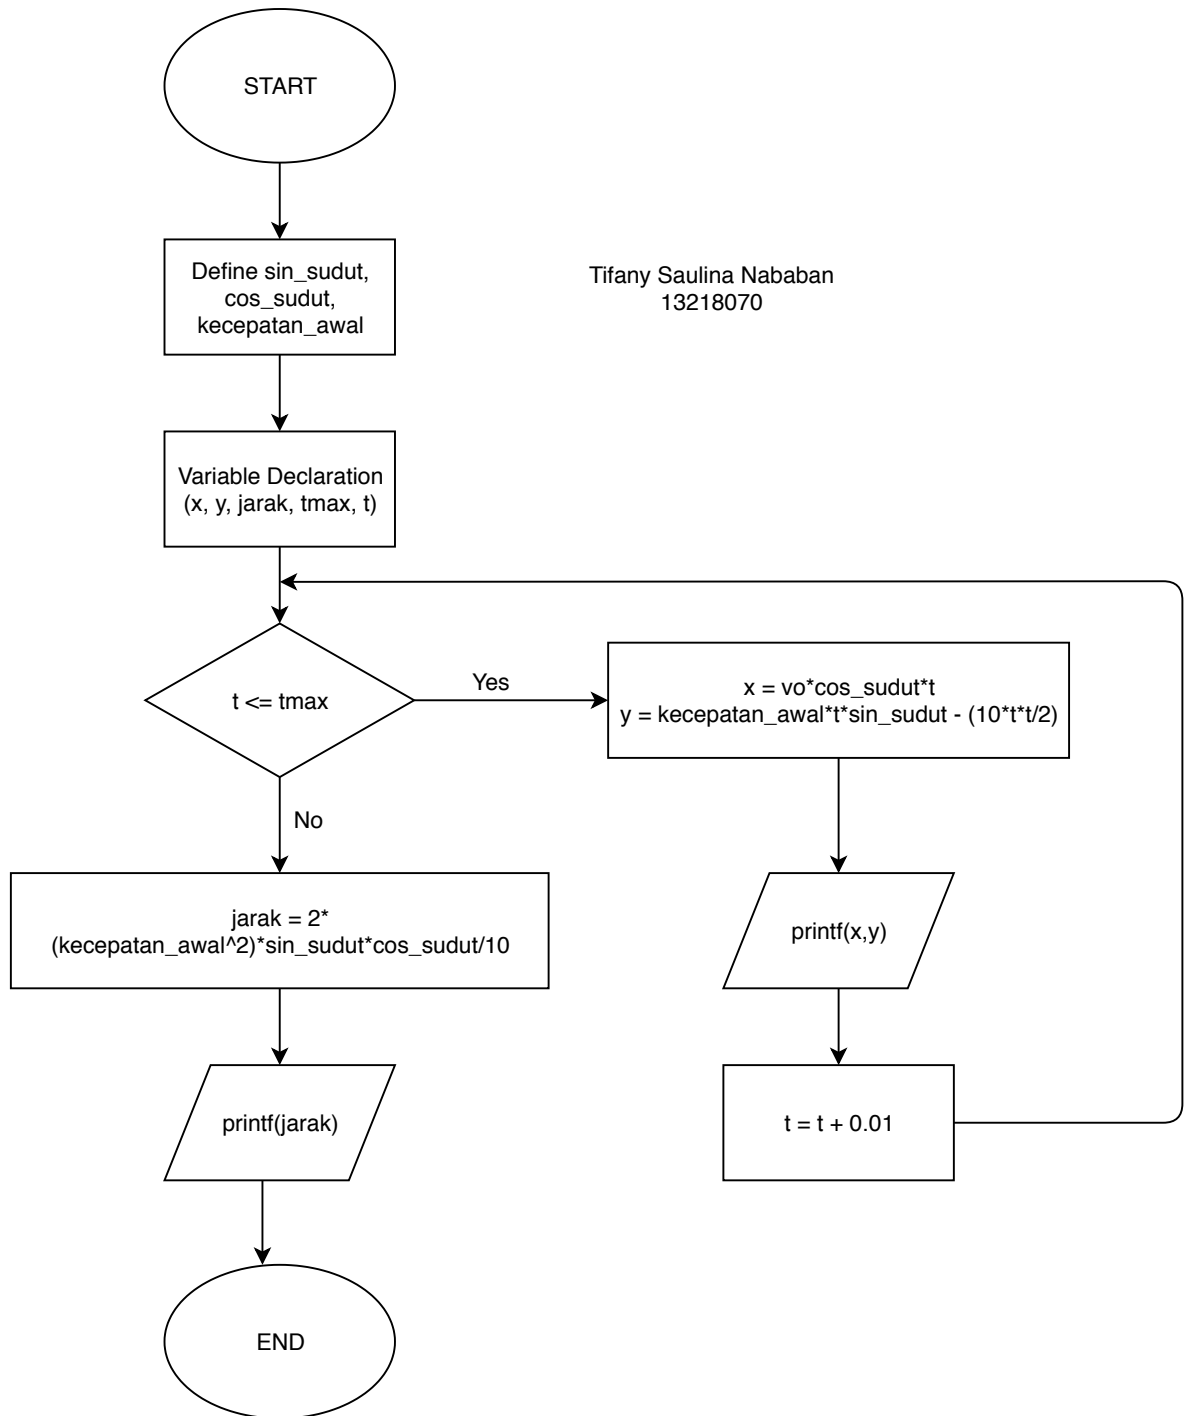 START
Define sin_sudut,
cos_sudut,
kecepatan_awal
Tifany Saulina Nababan
13218070
Variable Declaration
(x, y, jarak, tmax, t)
t <= tmax
Yes
x = vo*cos_sudut*t
y = kecepatan_awal*t*sin_sudut - (10*t*t/2)
No
jarak = 2*
(kecepatan_awal^2)*sin_sudut*cos_sudut/10
printf(x,y)
printf(jarak)
t = t + 0.01
END